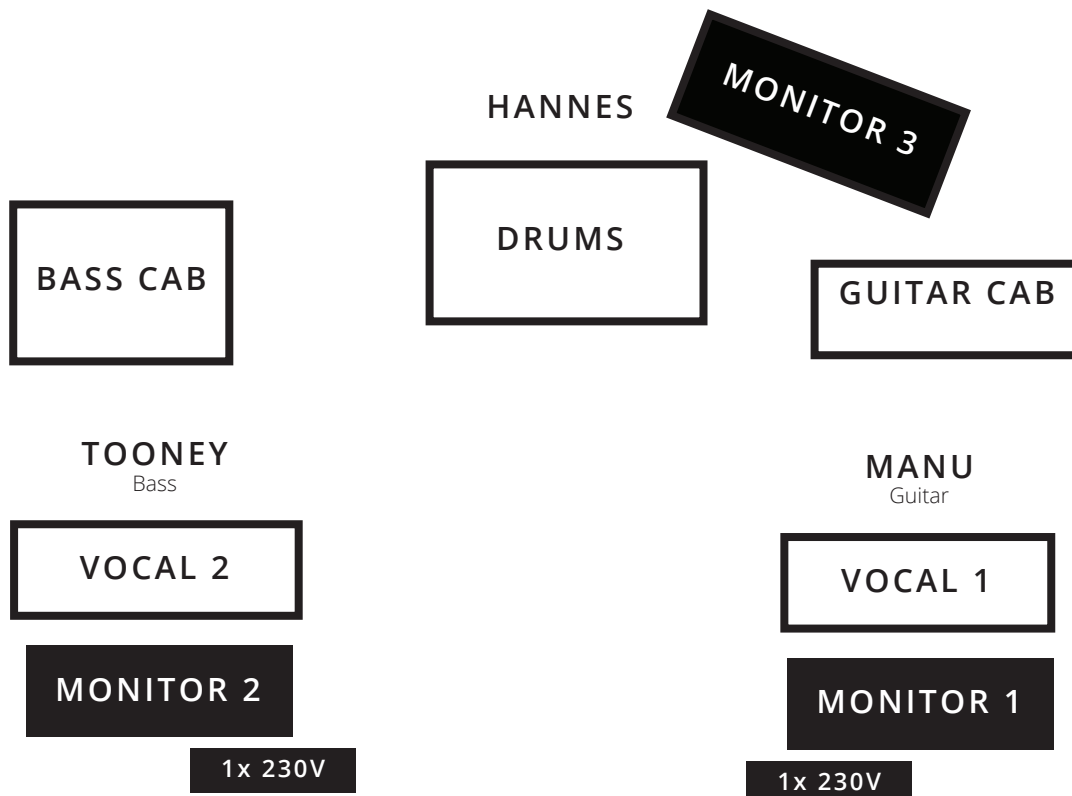 MONITOR 3
HANNES
DRUMS
BASS CAB
GUITAR CAB
TOONEY
Bass
MANU
Guitar
VOCAL 2
VOCAL 1
MONITOR 2
MONITOR 1
1x 230V
1x 230V